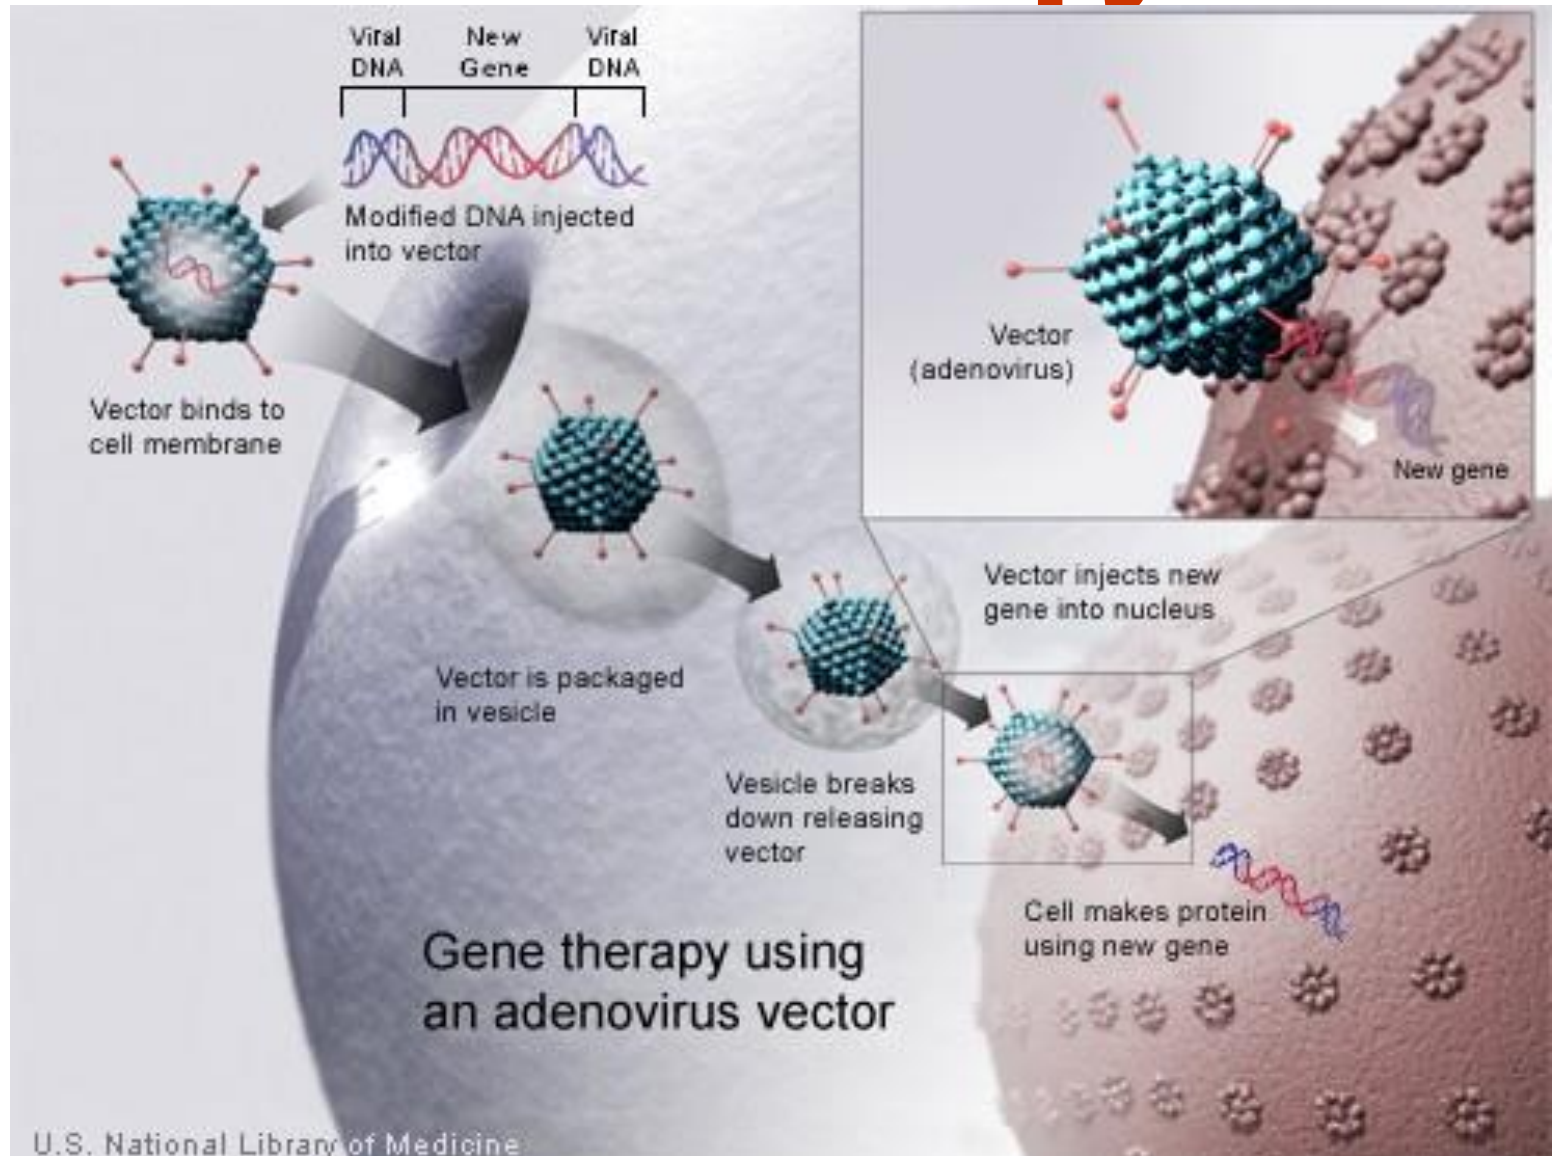 Viral
DNA
New
Gene
Viral
DNA
Modified DNA injected
into vector
Vector binds to
cell membrane
Vector
(adenovirus)
New gene
Vector injects new
gene into nucleus
Vector is packaged
in vesicle
Vesicle breaks
down releasing
vector
Cell makes protein
using new gene
Gene therapy using
an adenovirus vector
U.S. National Library of Medicine